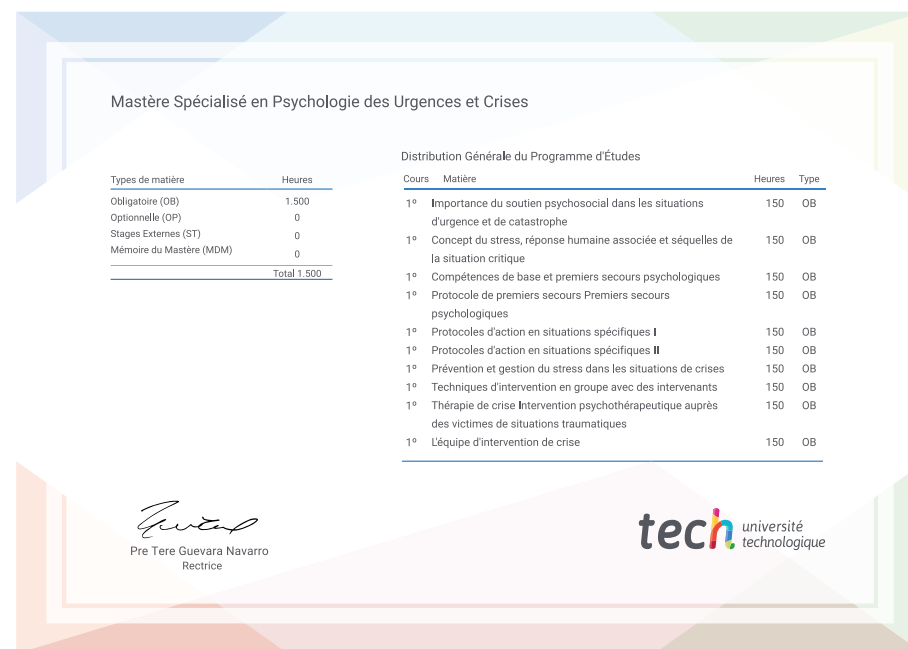 Mastère Spécialisé en Psychologie des Urgences et Crises
Types de matière Heures
Obligatoire (OB) 1.500
Optionnelle (OP) 0
Stages Externes (ST) 0
Mémoire du Mastère (MDM) 0
Total 1.500
Distribution Générale du Programme d'Études
Cours Matière Heures Type
1º Importance du soutien psychosocial dans les situations 150 OB
d'urgence et de catastrophe
1º Concept du stress, réponse humaine associée et séquelles de 150 OB
la situation critique
1º Compétences de base et premiers secours psychologiques 150 OB
1º Protocole de premiers secours Premiers secours 150 OB
psychologiques
1º Protocoles d'action en situations spécifiques I 150 OB
1º Protocoles d'action en situations spécifiques II 150 OB
1º Prévention et gestion du stress dans les situations de crises 150 OB
1º Techniques d'intervention en groupe avec des intervenants 150 OB
1º Thérapie de crise Intervention psychothérapeutique auprès 150 OB
des victimes de situations traumatiques
1º L'équipe d'intervention de crise 150 OB
Pre Tere Guevara Navarro
Rectrice
tech université
technologique